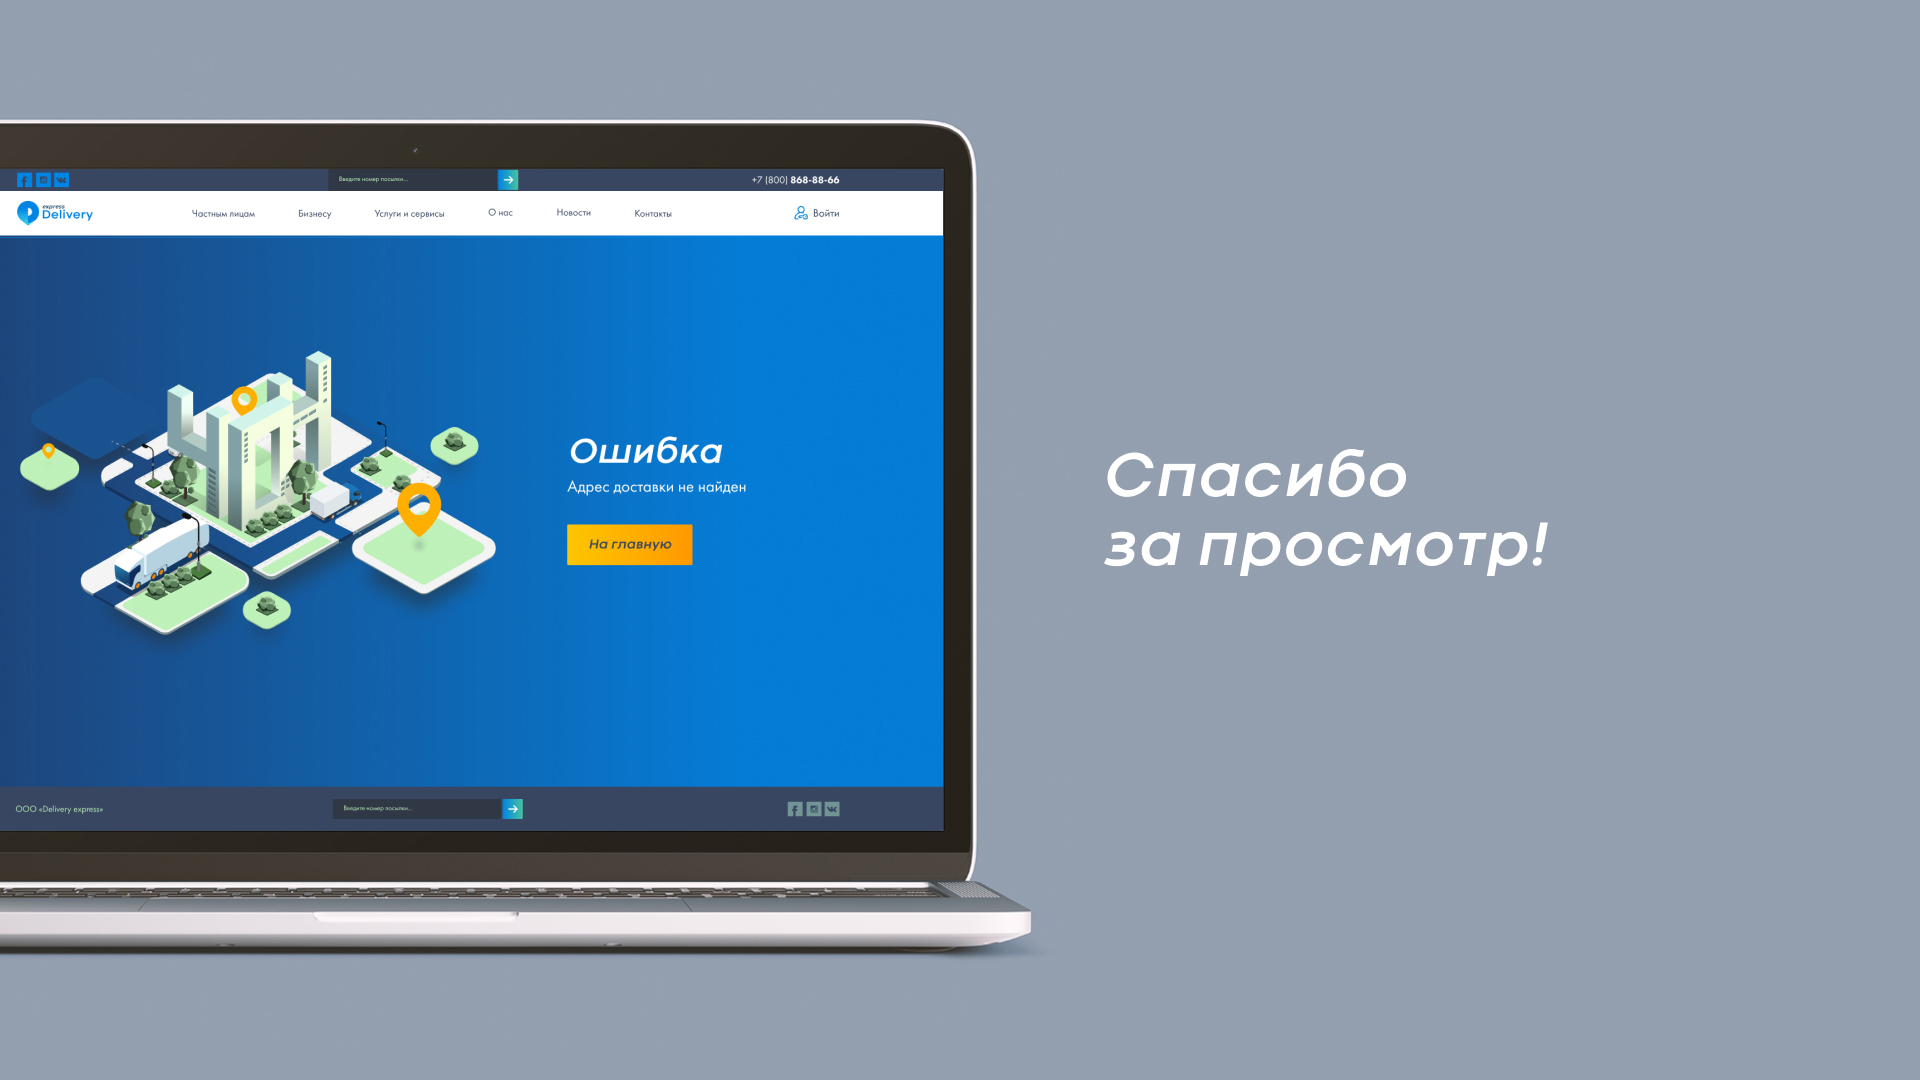 Введите номер посылки...
+7 (800) 868-88-66
express
Delivery
Частным лицам
Бизнесу
Услуги и сервисы
О нас
Новости
Контакты
Войти
404
Ошибка
Адрес доставки не найден
На главную
ООО «Delivery express»
Введите номер посылки...
Спасибо
за просмотр!